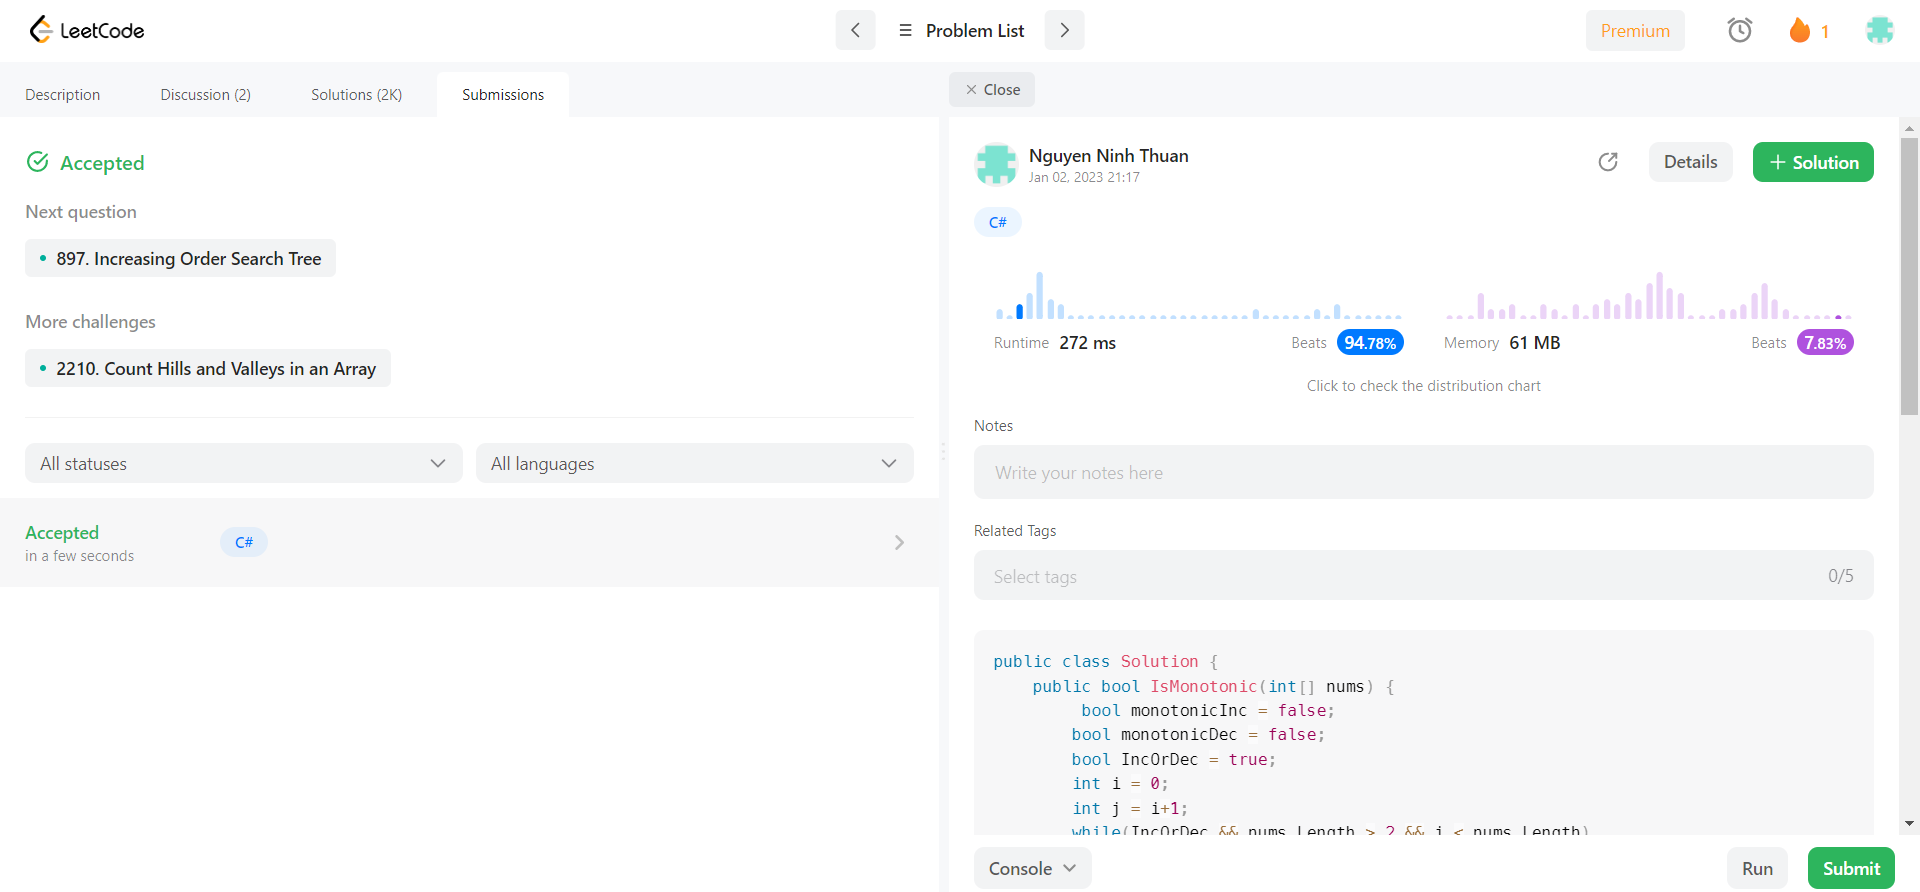 LeetCode
Problem List
Premium
1
Description
Discussion (2)
Solutions (2K)
Submissions
Accepted
Next question
897. Increasing Order Search Tree
More challenges
2210. Count Hills and Valleys in an Array
All statuses
All languages
Accepted
in a few seconds
C#
Close
Nguyen Ninh Thuan
Jan 02, 2023 21:17
Details
+ Solution
C#
Runtime 272 ms
Beats 94.78%
Memory 61 MB
Beats 7.83%
Click to check the distribution chart
Notes
Write your notes here
Related Tags
Select tags
0/5
public class Solution {
public bool IsMonotonic(int[] nums) {
bool monotonicInc = false;
bool monotonicDec = false;
bool IncOrDec = true;
int i = 0;
int j = i+1;
while(IncOrDec && nums.Length > 2 && j < nums.Length)
Console
Run
Submit